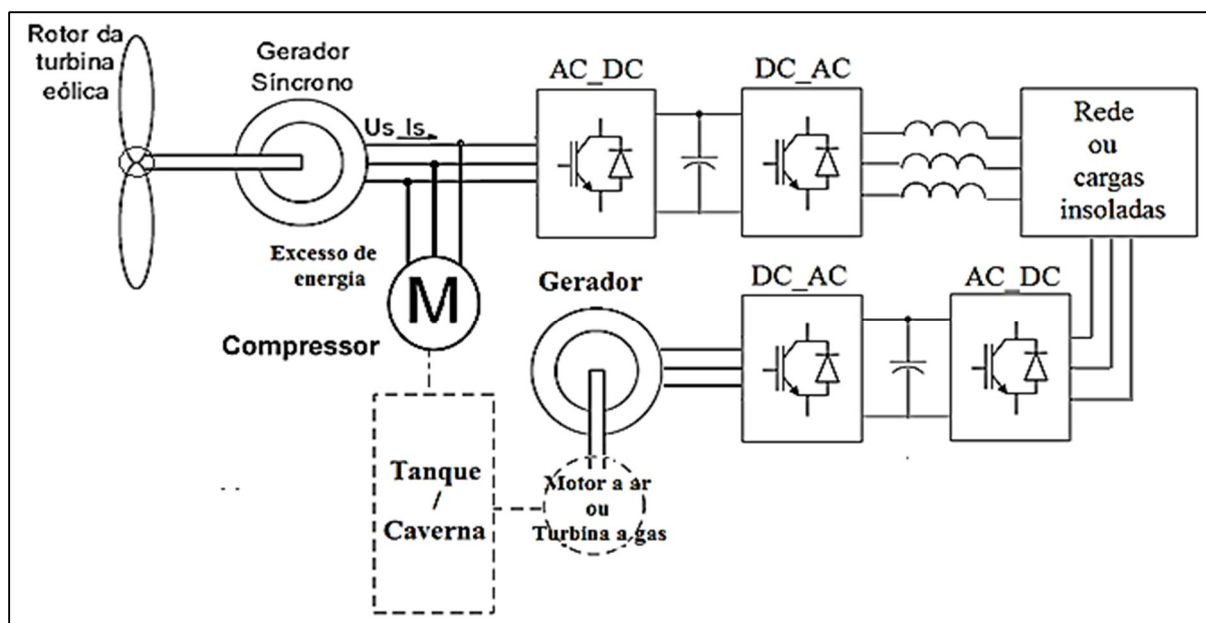 Rotor da
turbina
eólica
Gerador
Síncrono
Us_Is
AC_DC
DC_AC
Rede
ou
cargas
insoladas
Excesso de
energia
M
Compressor
Gerador
DC_AC
AC_DC
Tanque
/
Caverna
Motor a ar
ou
Turbina a gas